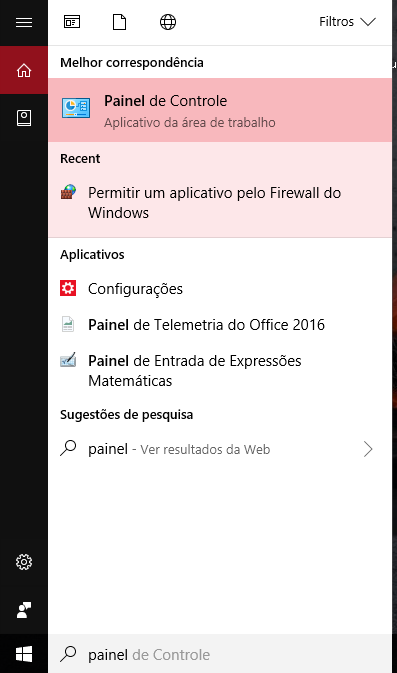 Filtros
Melhor correspondência
Painel de Controle
Aplicativo da área de trabalho
Recent
Permitir um aplicativo pelo Firewall do
Windows
Aplicativos
Configurações
Painel de Telemetria do Office 2016
Painel de Entrada de Expressões
Matemáticas
Sugestões de pesquisa
painel - Ver resultados da Web
painel de Controle